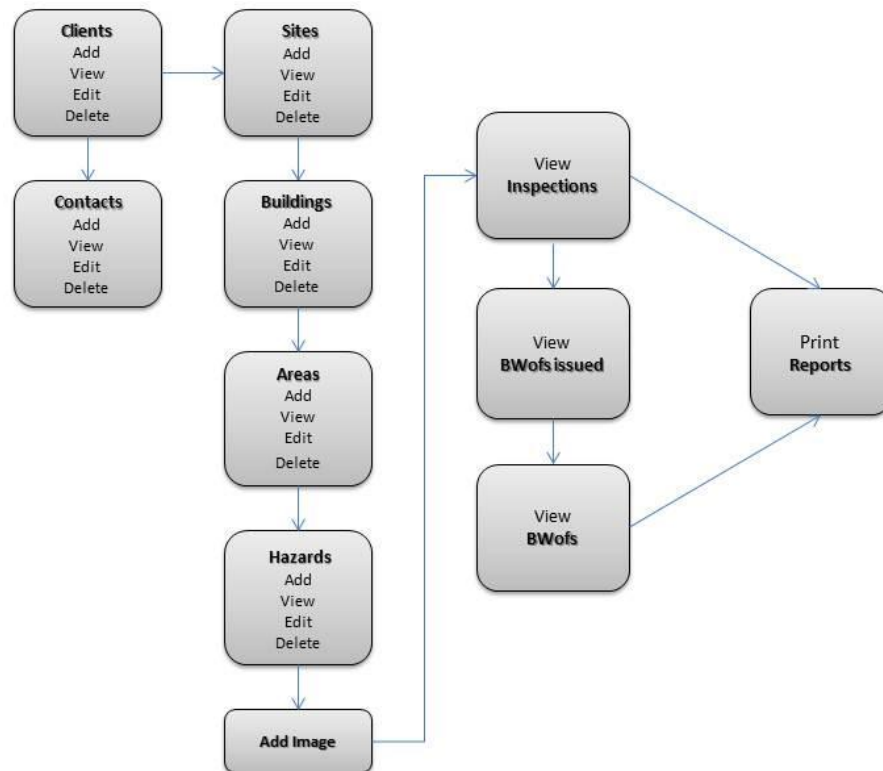 Clients
Add
View
Edit
Delete
Sites
Add
View
Edit
Delete
Contacts
Add
View
Edit
Delete
Buildings
Add
View
Edit
Delete
Areas
Add
View
Edit
Delete
Hazards
Add
View
Edit
Delete
Add Image
View
Inspections
View
BWofs issued
View
BWofs
Print
Reports